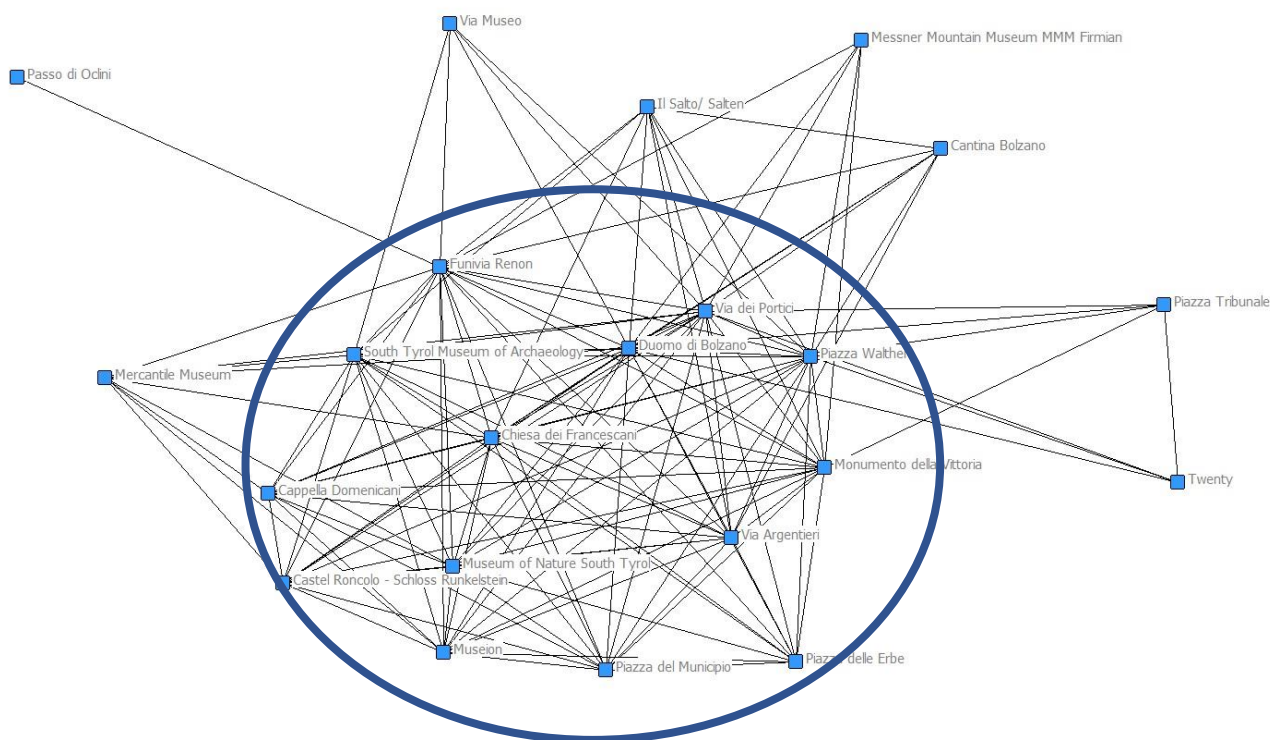 Via Museo
Messner Mountain Museum MMM Firmian
Passo di Oclini
Il Salto/ Salten
Cantina Bolzano
Funivia Renon
Piazza Tribunale
Via dei Portici
Duomo di Bolzano
South Tyrol Museum of Archaeology
Piazza Walther
Mercantile Museum
Chiesa dei Francescani
Monumento della Vittoria
Twenty
Cappella Domenicani
Via Argentieri
Museum of Nature South Tyrol
Castel Roncolo - Schloss Runkelstein
Museion
Piazza del Municipio
Piazza delle Erbe